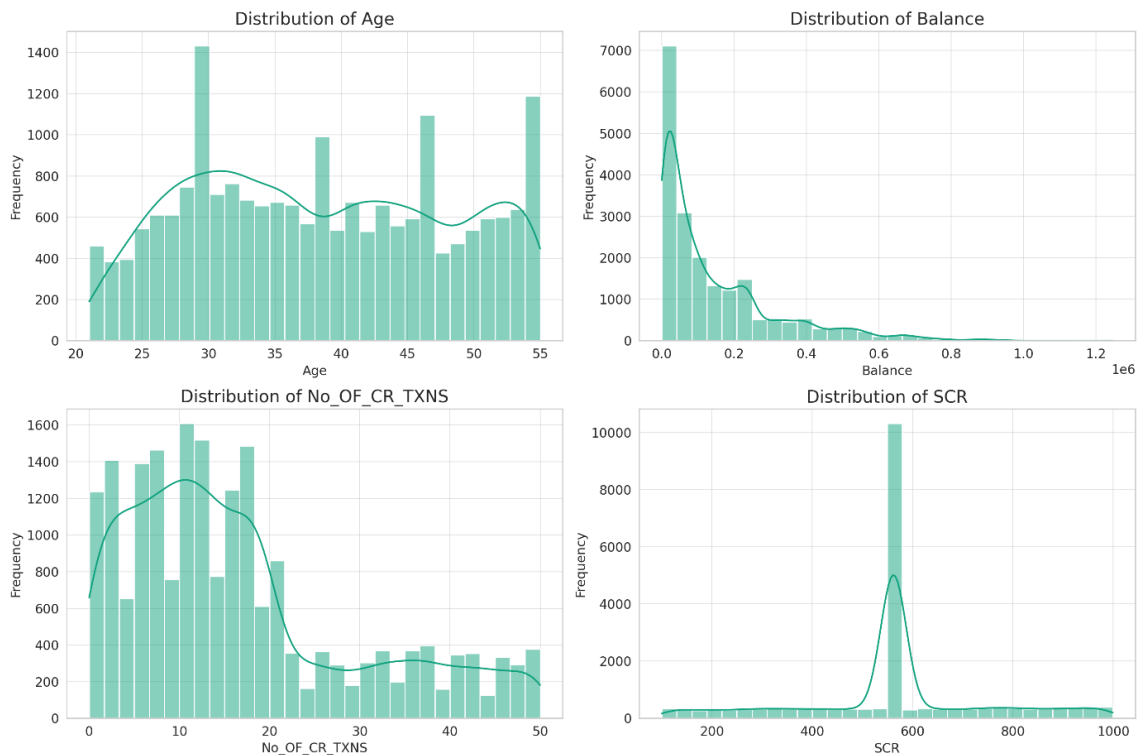 Distribution of Age
Frequency
1400
1200
1000
800
600
400
200
0
20 25 30 35 40 45 50 55
Age
Distribution of Balance
Frequency
7000
6000
5000
4000
3000
2000
1000
0
0.0 0.2 0.4 0.6 0.8 1.0 1.2
1e6
Balance
Distribution of No_OF_CR_TXNS
Frequency
1600
1400
1200
1000
800
600
400
200
0
0 10 20 30 40 50
No_OF_CR_TXNS
Distribution of SCR
Frequency
10000
8000
6000
4000
2000
0
200 400 600 800 1000
SCR